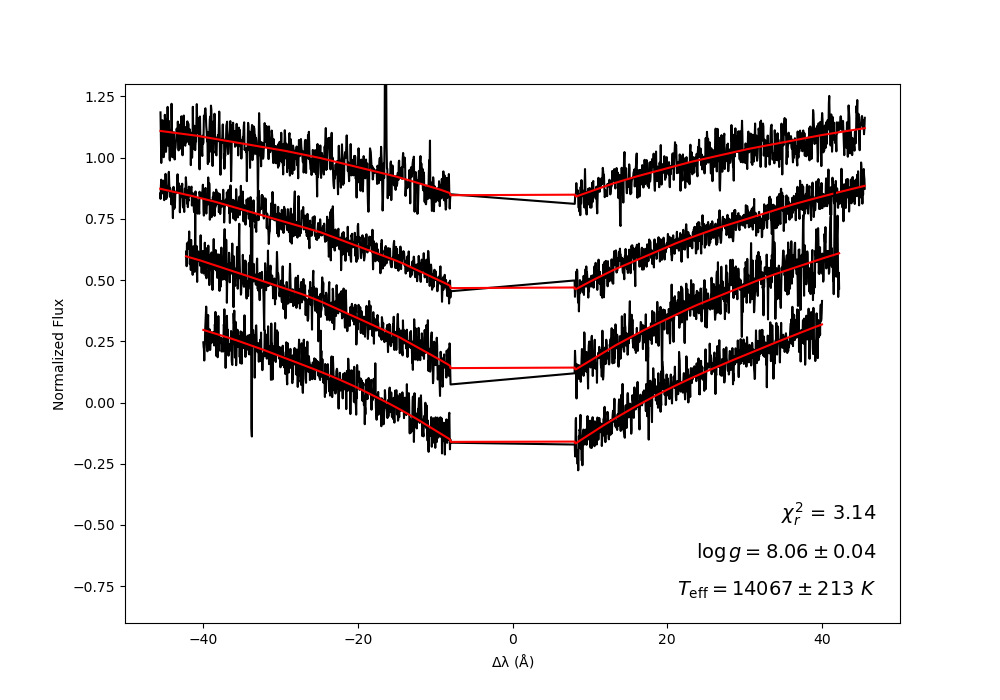 1.25
1.00
0.75
0.50
0.25
0.00
−0.25
−0.50
−0.75
Normalized Flux
χ²ᵣ = 3.14
log g = 8.06 ± 0.04
T_eff = 14067 ± 213 K
−40 −20 0 20 40
Δλ (Å)